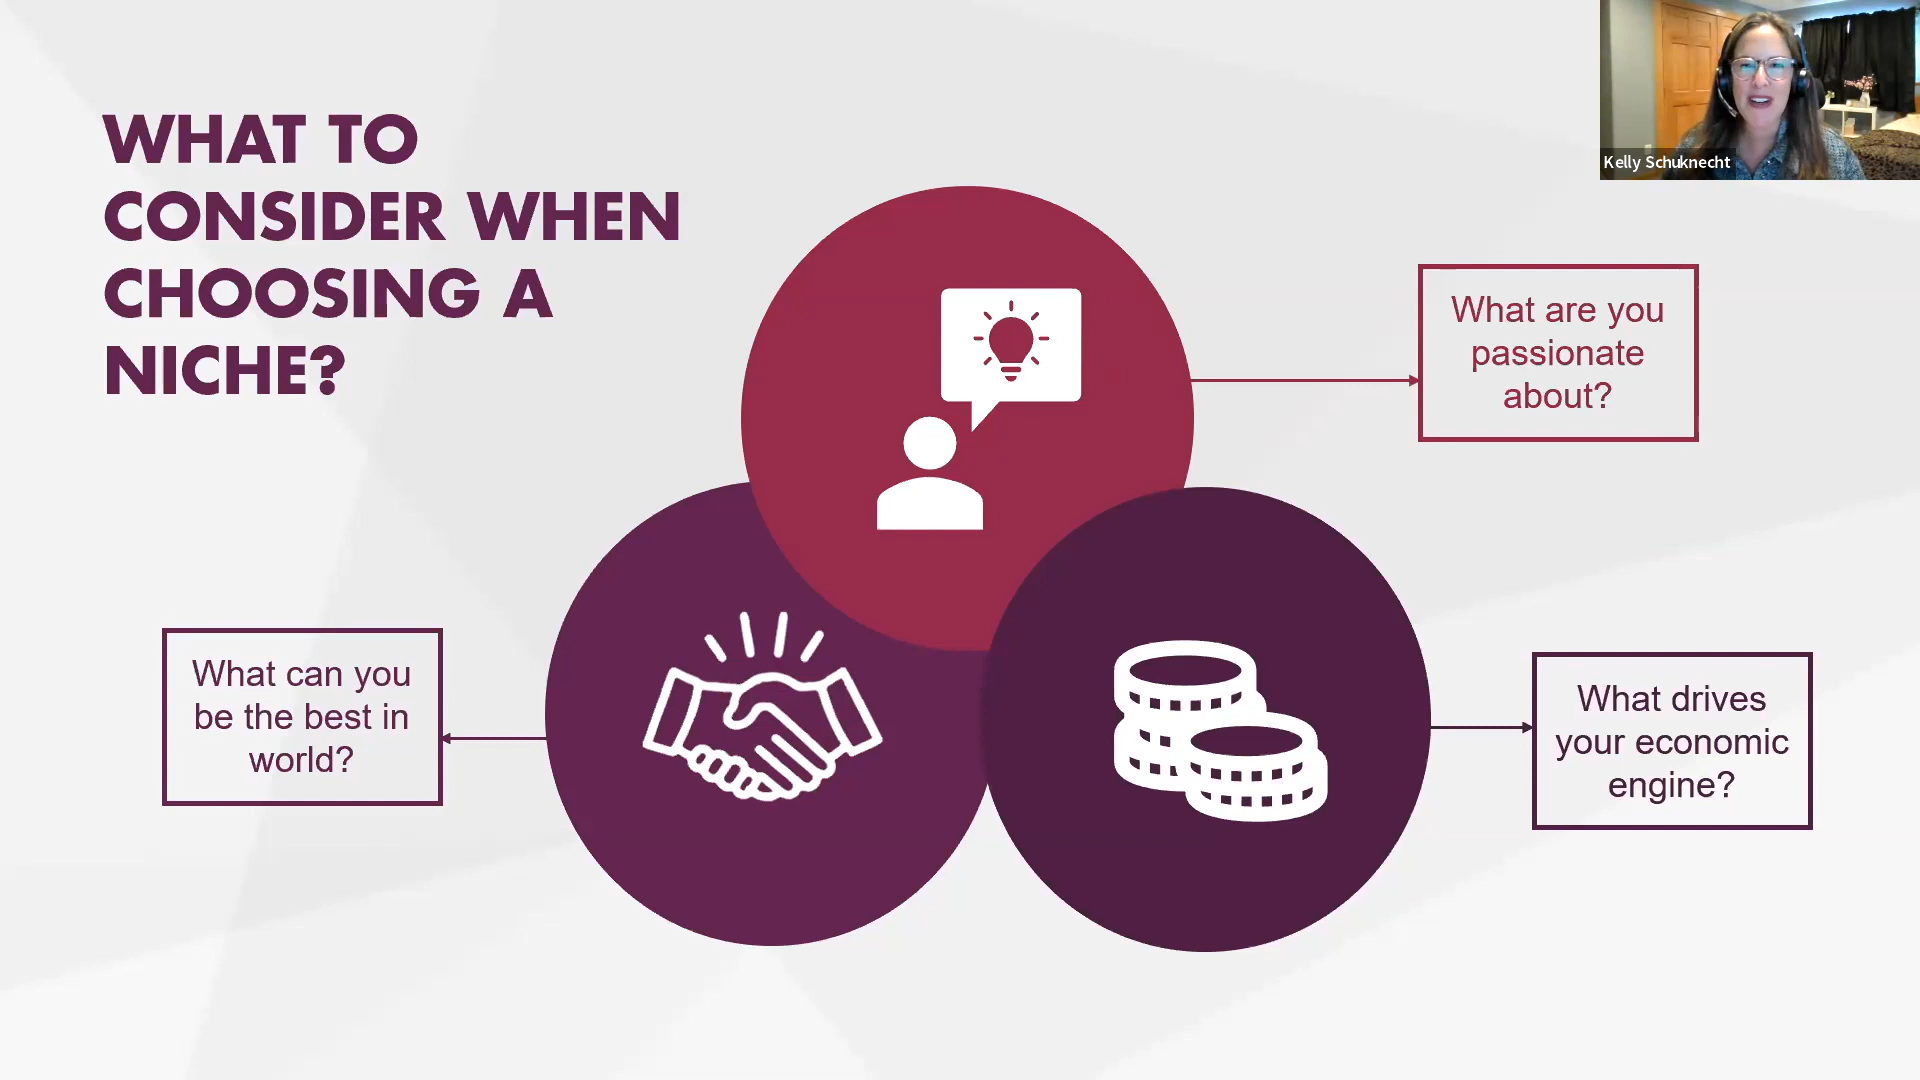 WHAT TO
CONSIDER WHEN
CHOOSING A
NICHE?
Kelly Schuknecht
What are you
passionate
about?
What can you
be the best in
world?
What drives
your economic
engine?